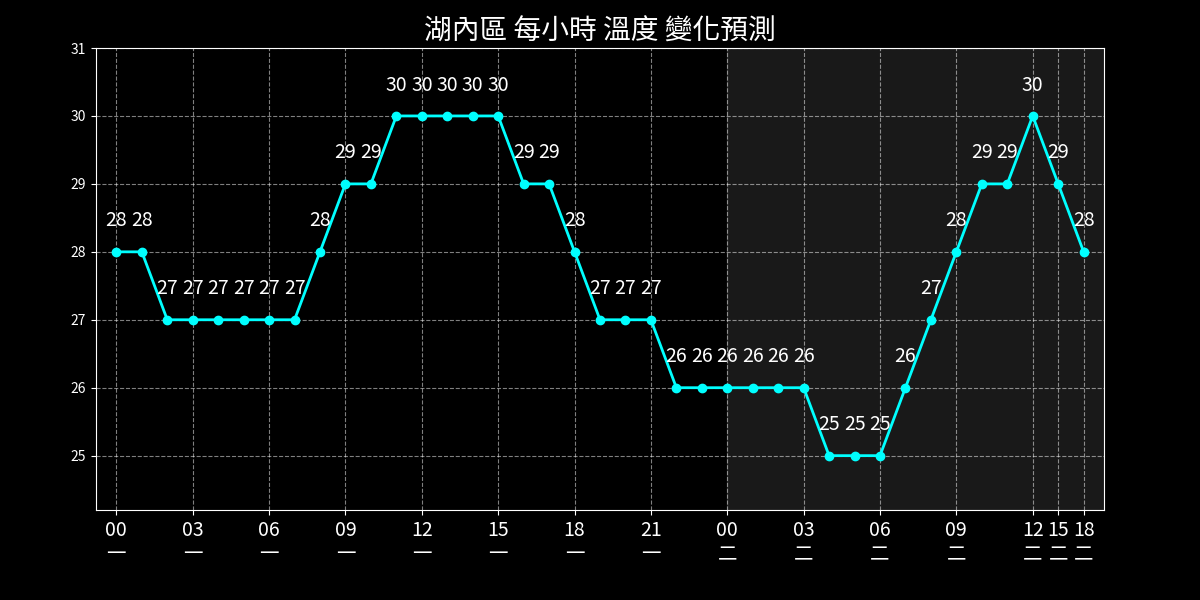 湖內區 每小時 溫度 變化預測
31
30
29
28
27
26
25
30 30 30 30 30 30
29 29 29 29 29 29 29
28 28 28 28 28 28
27 27 27 27 27 27 27 27 27 27
26 26 26 26 26 26 26
25 25 25
00 03 06 09 12 15 18 21 00 03 06 09 12 15 18
一 一 一 一 一 一 一 一 二 二 二 二 二 二 二